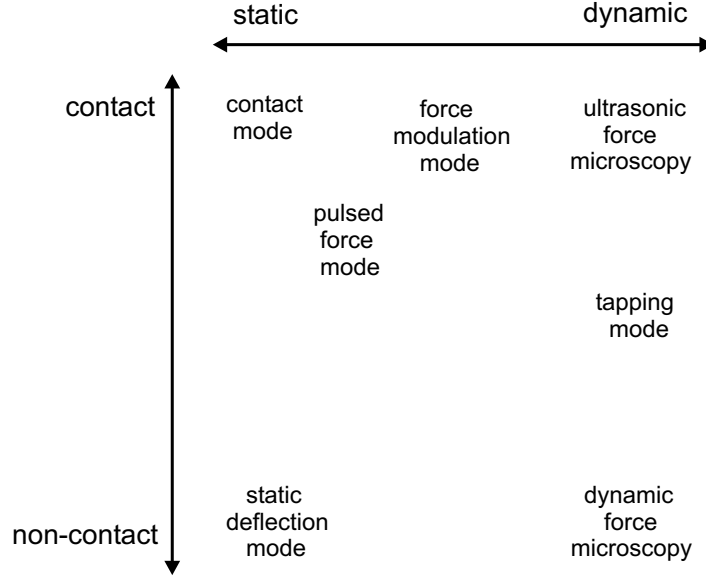 static
dynamic
contact
contact
mode
force
modulation
mode
ultrasonic
force
microscopy
pulsed
force
mode
tapping
mode
non-contact
static
deflection
mode
dynamic
force
microscopy